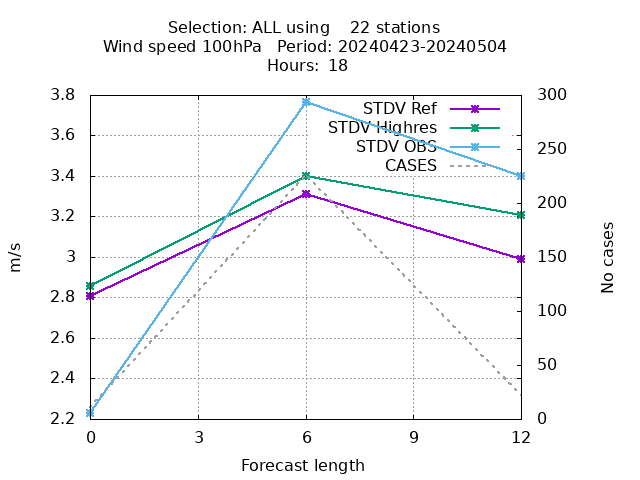 Selection: ALL using    22 stations
Wind speed 100hPa   Period: 20240423-20240504
Hours:  18
STDV Ref
STDV Highres
STDV OBS
CASES
3.8
3.6
3.4
3.2
3
2.8
2.6
2.4
2.2
300
250
200
150
100
50
0
0 3 6 9 12
m/s
No cases
Forecast length